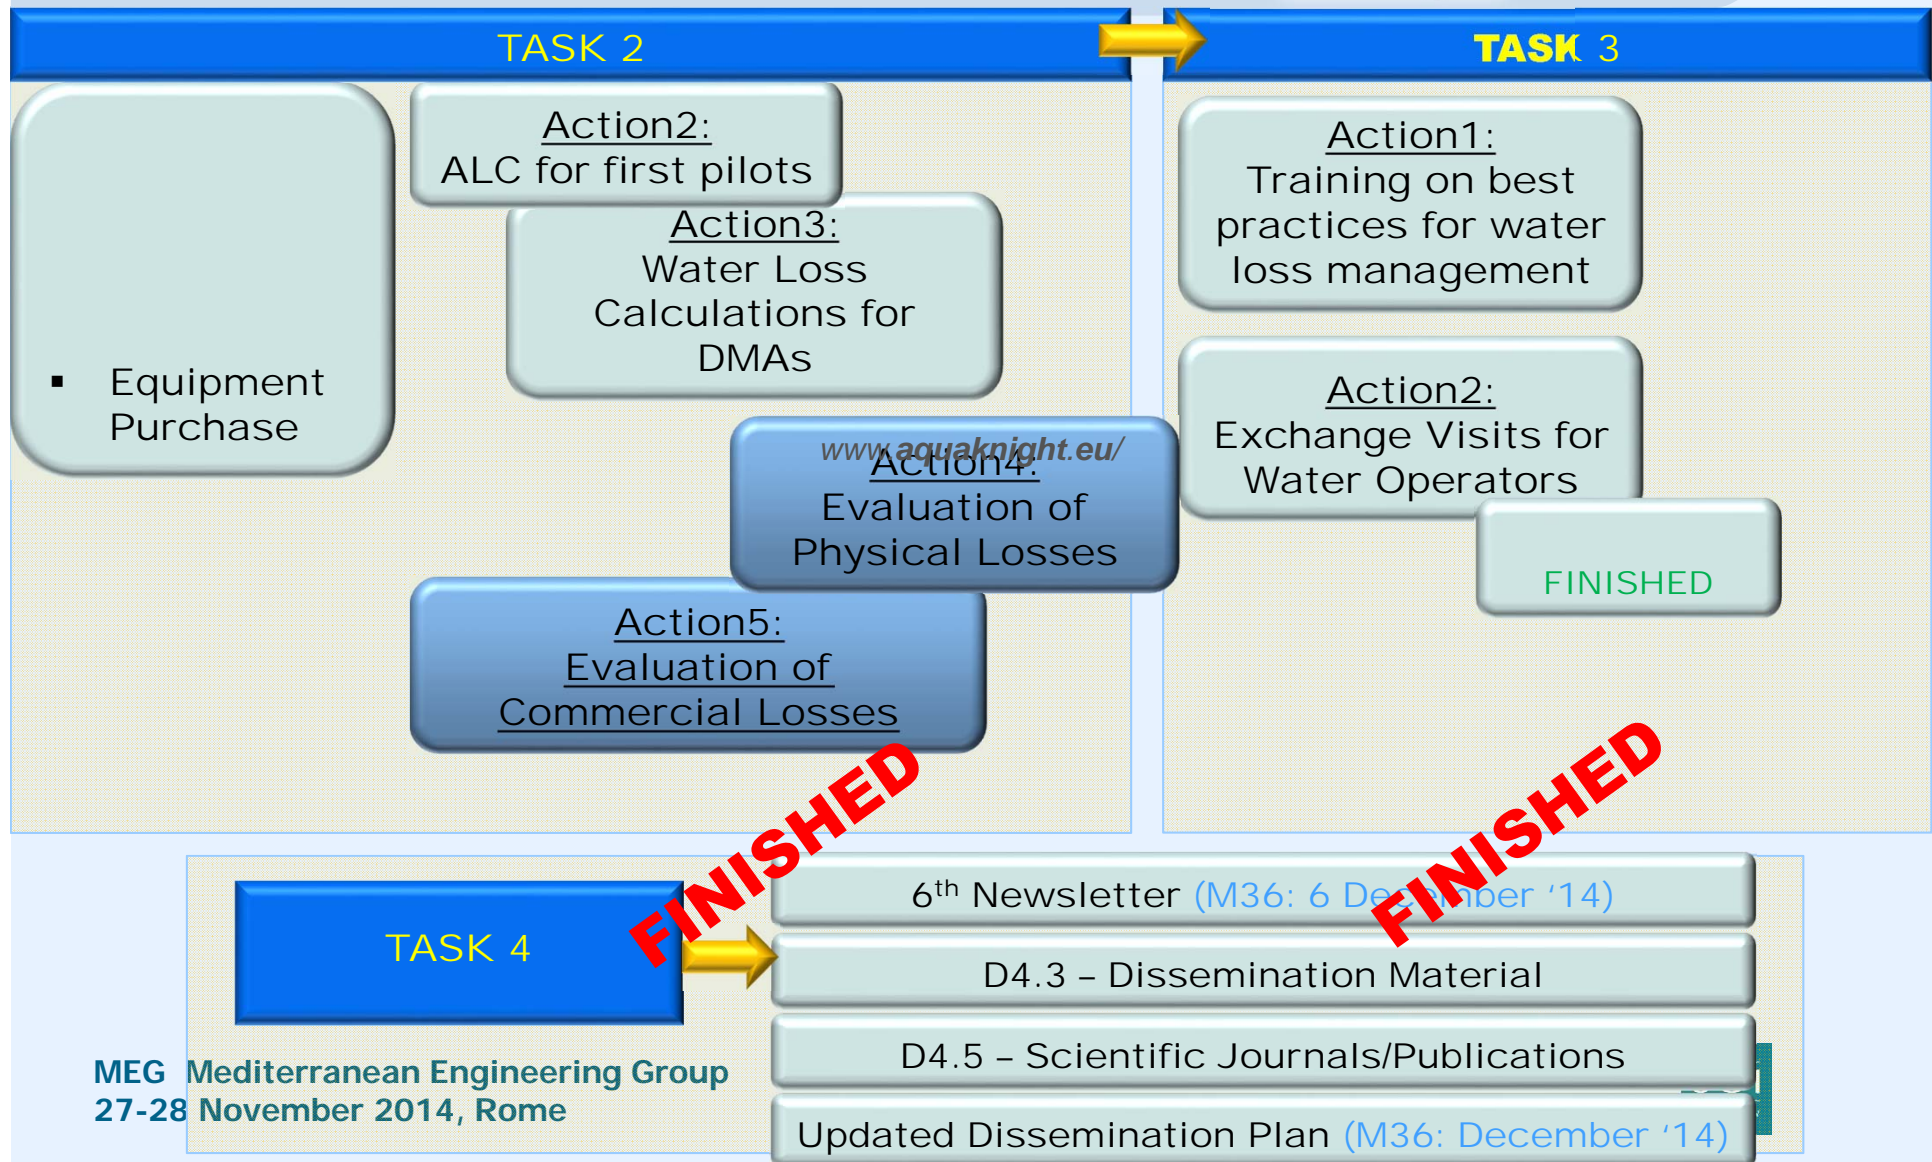 TASK 2
TASK 3
▪ Equipment
Purchase
Action2:
ALC for first pilots
Action3:
Water Loss
Calculations for
DMAs
www.aquaknight.eu/
Action4:
Evaluation of
Physical Losses
Action5:
Evaluation of
Commercial Losses
FINISHED
Action1:
Training on best
practices for water
loss management
Action2:
Exchange Visits for
Water Operators
FINISHED
FINISHED
TASK 4
6th Newsletter (M36: 6 December ‘14)
D4.3 – Dissemination Material
D4.5 – Scientific Journals/Publications
Updated Dissemination Plan (M36: December ‘14)
MEG Mediterranean Engineering Group
27-28 November 2014, Rome